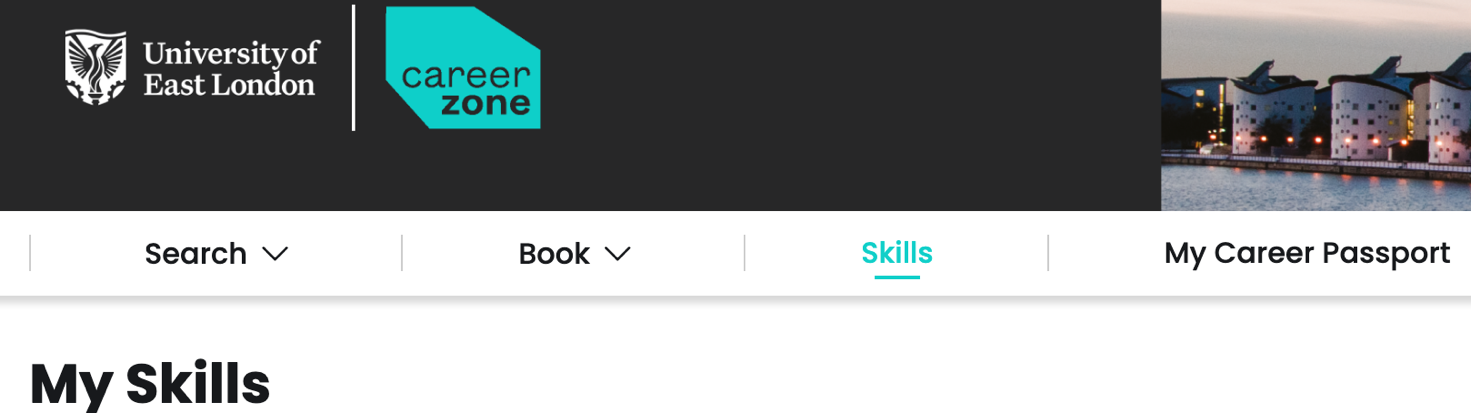 University of
East London
career
zone
Search
Book
Skills
My Career Passport
My Skills